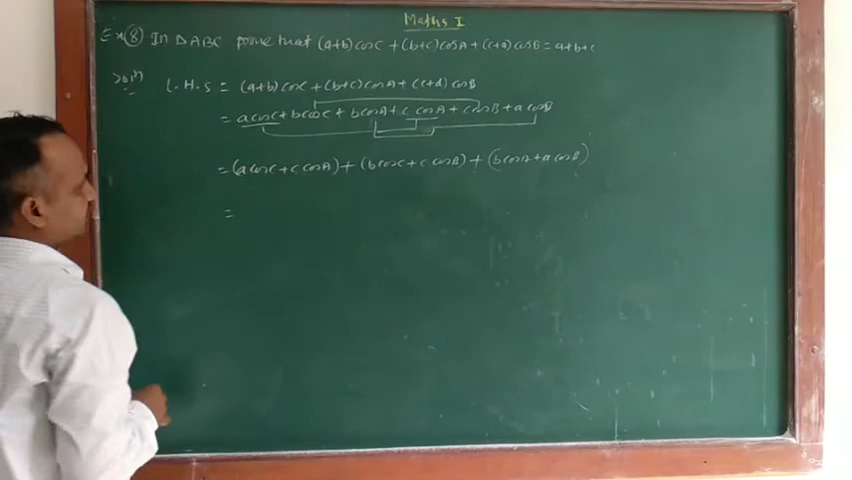 Maths I
Ex (8) In ΔABC prove that (a+b) cosC + (b+c) cosA + (c+a) cosB = a+b+c
Soln L.H.S = (a+b) cosC + (b+c) cosA + (c+a) cosB
:-
= a cosC + b cosC + b cosA + c cosA + c cosB + a cosB
= (a cosC + c cosA) + (b cosC + c cosB) + (b cosA + a cosB)
=